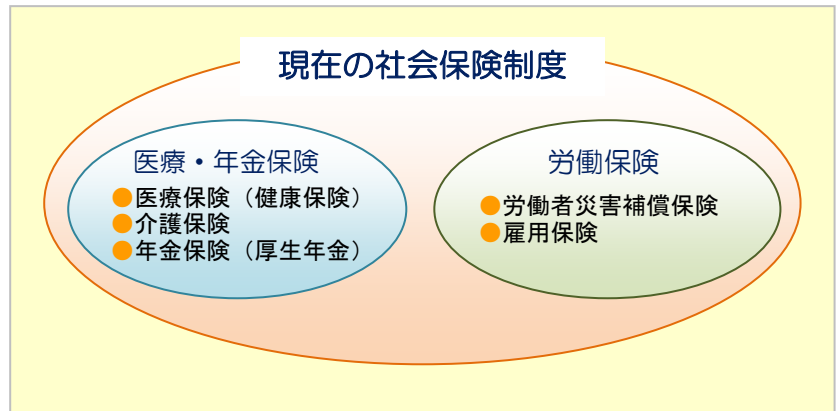 現在の社会保険制度
医療・年金保険
●医療保険（健康保険）
●介護保険
●年金保険（厚生年金）
労働保険
●労働者災害補償保険
●雇用保険